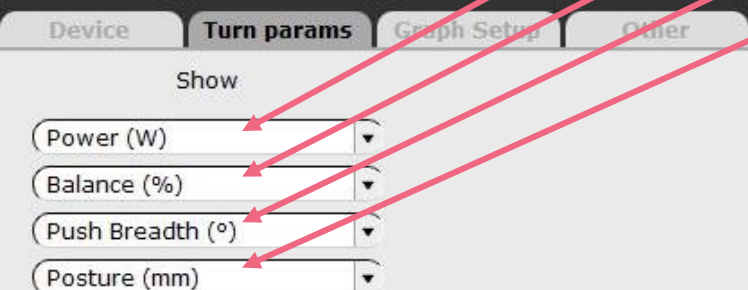 Device Turn params Graph Setup Other
Show
Power (W)
Balance (%)
Push Breadth (°)
Posture (mm)